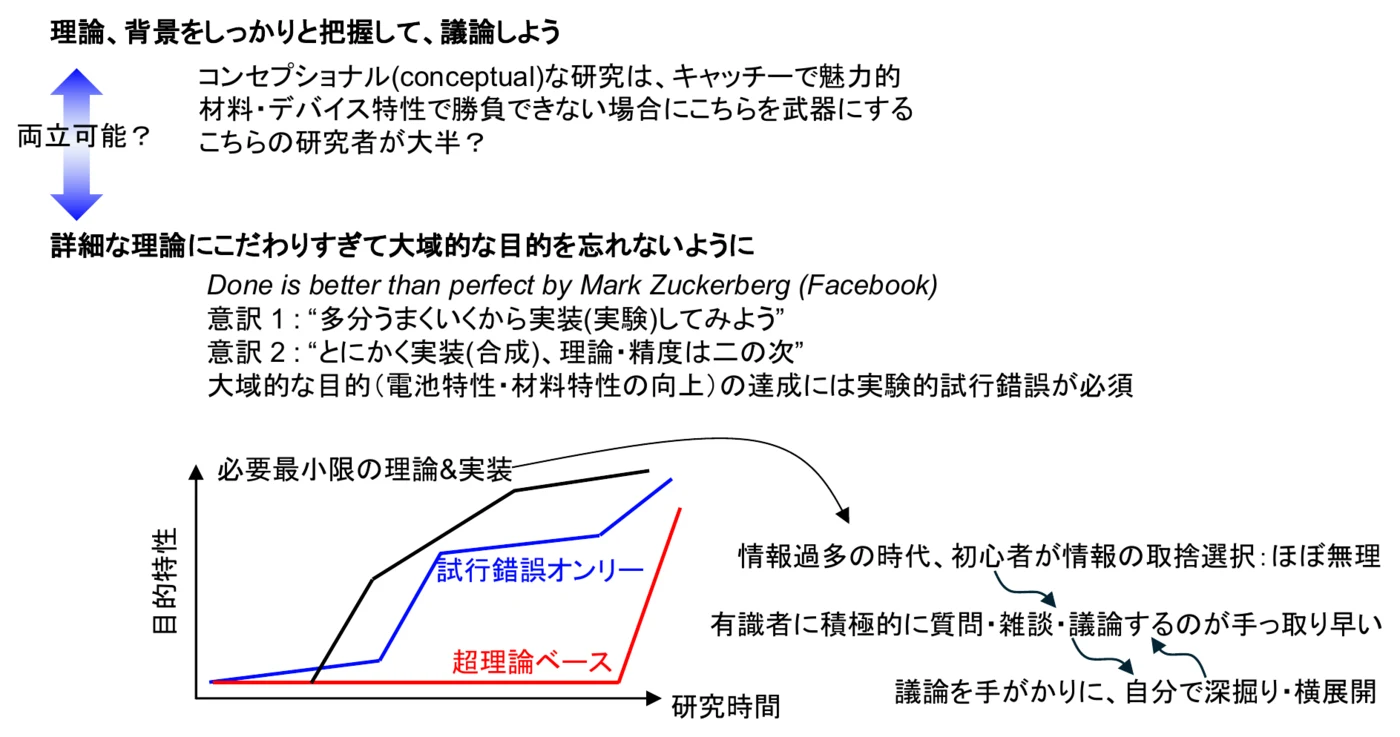 理論、背景をしっかりと把握して、議論しよう
コンセプショナル(conceptual)な研究は、キャッチーで魅力的
材料・デバイス特性で勝負できない場合にこちらを武器にする
両立可能？
こちらの研究者が大半？
詳細な理論にこだわりすぎて大域的な目的を忘れないように
Done is better than perfect by Mark Zuckerberg (Facebook)
意訳 1 : “多分うまくいくから実装(実験)してみよう”
意訳 2 : “とにかく実装(合成)、理論・精度は二の次”
大域的な目的（電池特性・材料特性の向上）の達成には実験的試行錯誤が必須
必要最小限の理論&実装
目的特性
試行錯誤オンリー
超理論ベース
研究時間
情報過多の時代、初心者が情報の取捨選択：ほぼ無理
有識者に積極的に質問・雑談・議論するのが手っ取り早い
議論を手がかりに、自分で深掘り・横展開